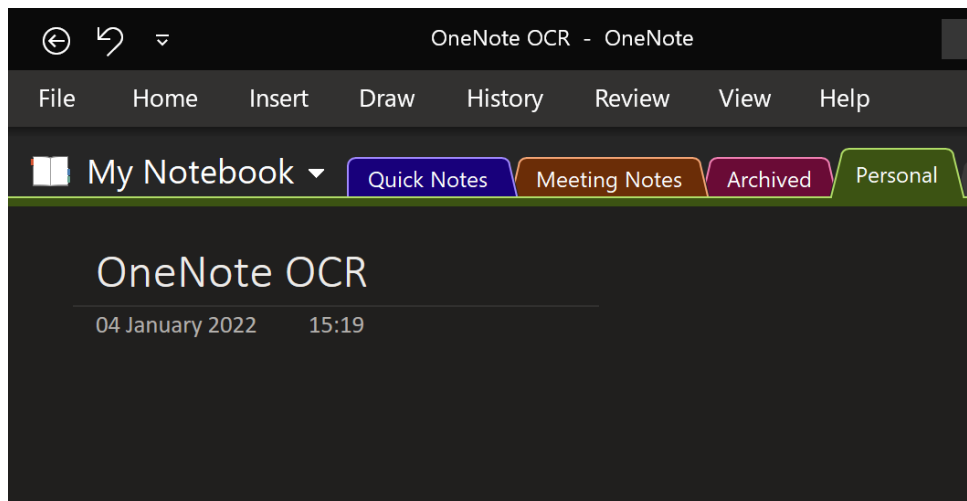 OneNote OCR - OneNote
File Home Insert Draw History Review View Help
My Notebook Quick Notes Meeting Notes Archived Personal
OneNote OCR
04 January 2022 15:19